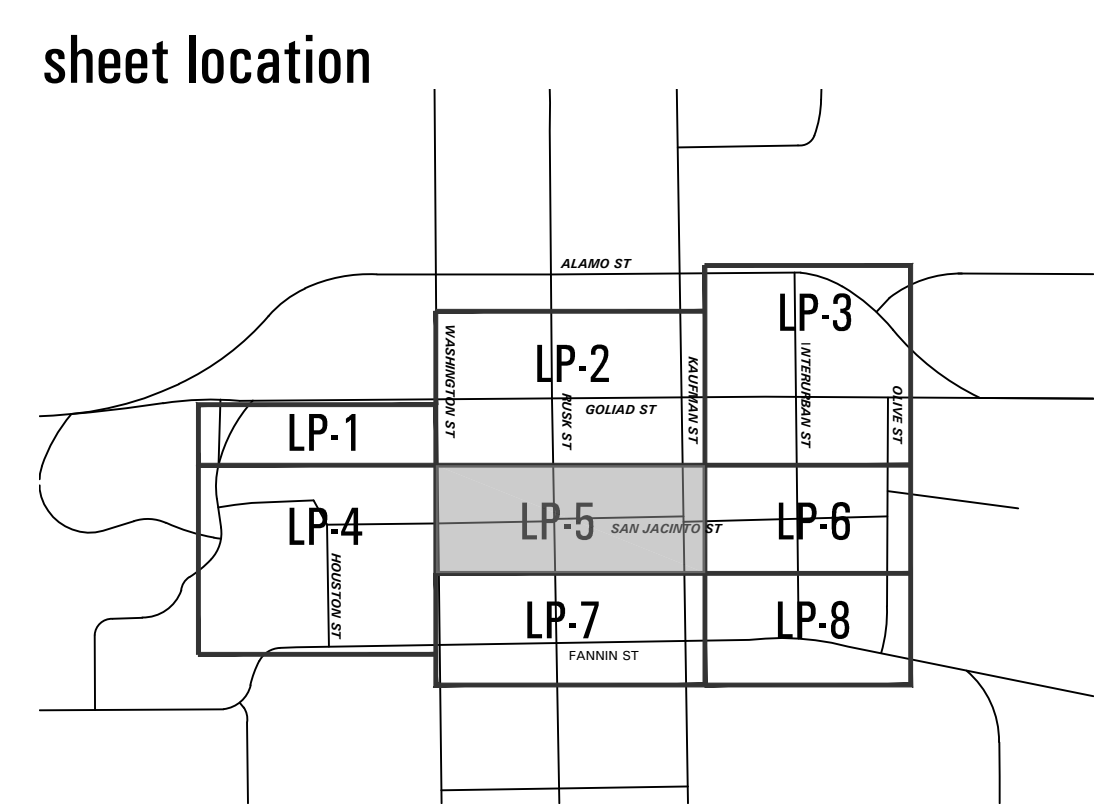 sheet location
ALAMO ST
LP-3
WASHINGTON ST
LP-2
KAUFMAN ST
INTERURBAN ST
OLIVE ST
RUSK ST
GOLIAD ST
LP-1
LP-4
LP-5
SAN JACINTO ST
LP-6
HOUSTON ST
LP-7
LP-8
FANNIN ST